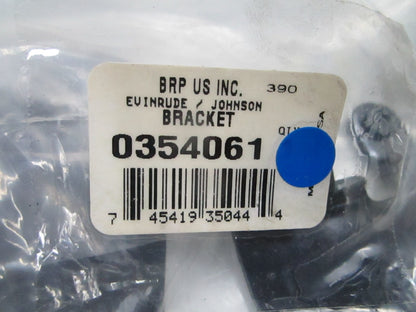 BRP US INC. 390
EVINRUDE / JOHNSON
BRACKET
0354061
7 45419 35044 4